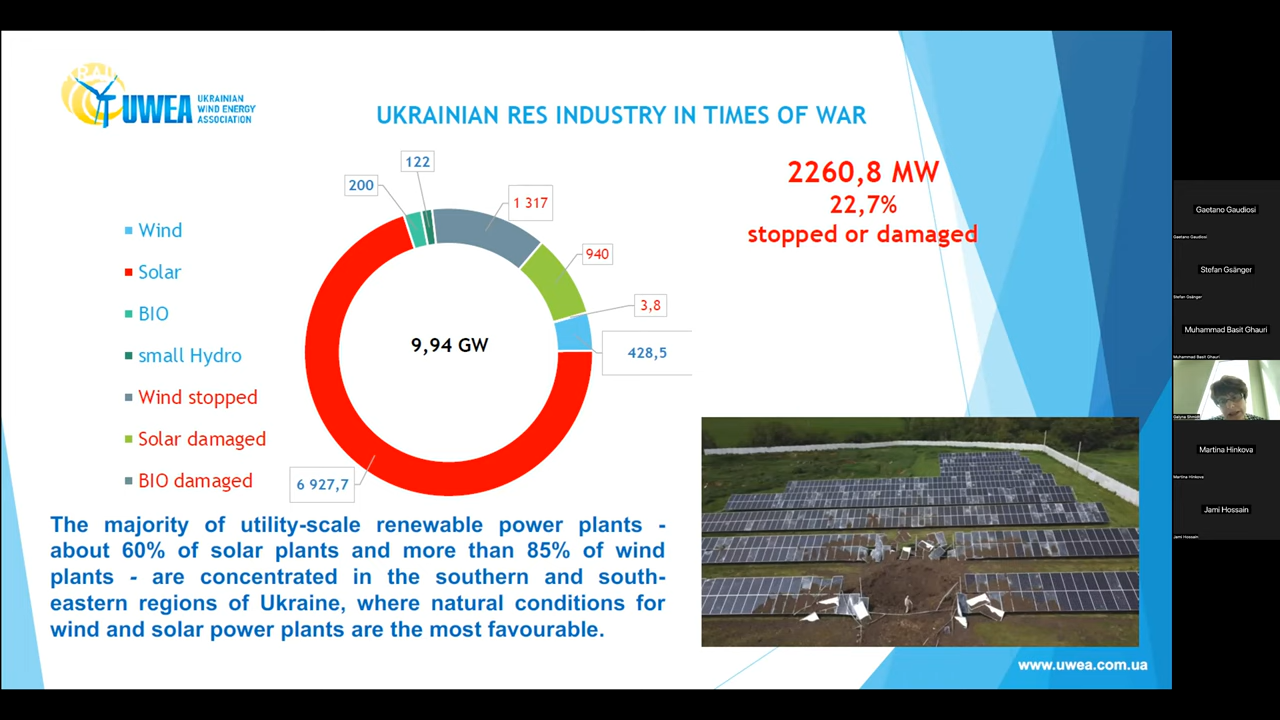 UWEA
UKRAINIAN
WIND ENERGY
ASSOCIATION
UKRAINIAN RES INDUSTRY IN TIMES OF WAR
2260,8 MW
22,7%
stopped or damaged
122
200
1 317
940
3,8
428,5
6 927,7
9,94 GW
Wind
Solar
BIO
small Hydro
Wind stopped
Solar damaged
BIO damaged
The majority of utility-scale renewable power plants -
about 60% of solar plants and more than 85% of wind
plants - are concentrated in the southern and south-
eastern regions of Ukraine, where natural conditions for
wind and solar power plants are the most favourable.
www.uwea.com.ua
Gaetano Gaudiosi
Gaetano Gaudiosi
Stefan Gsänger
Stefan Gsänger
Muhammad Basit Ghauri
Muhammad Basit Ghauri
Galyna Shmidt
Martina Hinkova
Martina Hinkova
Jami Hossain
Jami Hossain